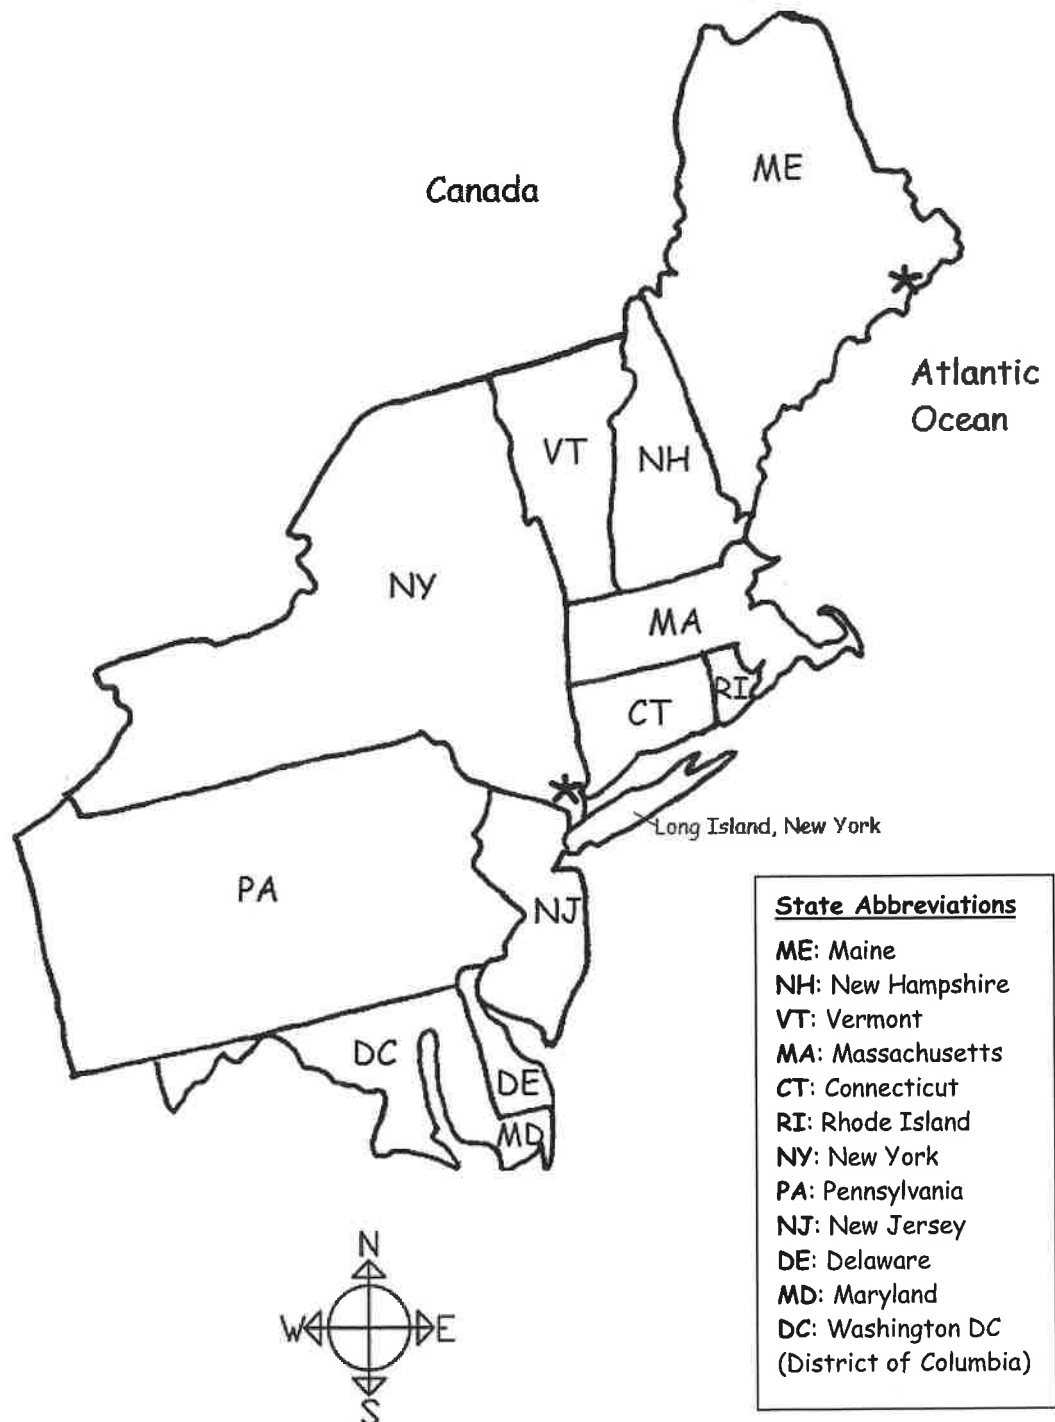 ME
Canada
Atlantic
Ocean
VT
NH
NY
MA
RI
CT
Long Island, New York
PA
NJ
DC
DE
MD
State Abbreviations
ME: Maine
NH: New Hampshire
VT: Vermont
MA: Massachusetts
CT: Connecticut
RI: Rhode Island
NY: New York
PA: Pennsylvania
NJ: New Jersey
DE: Delaware
MD: Maryland
DC: Washington DC
(District of Columbia)
N
W E
S